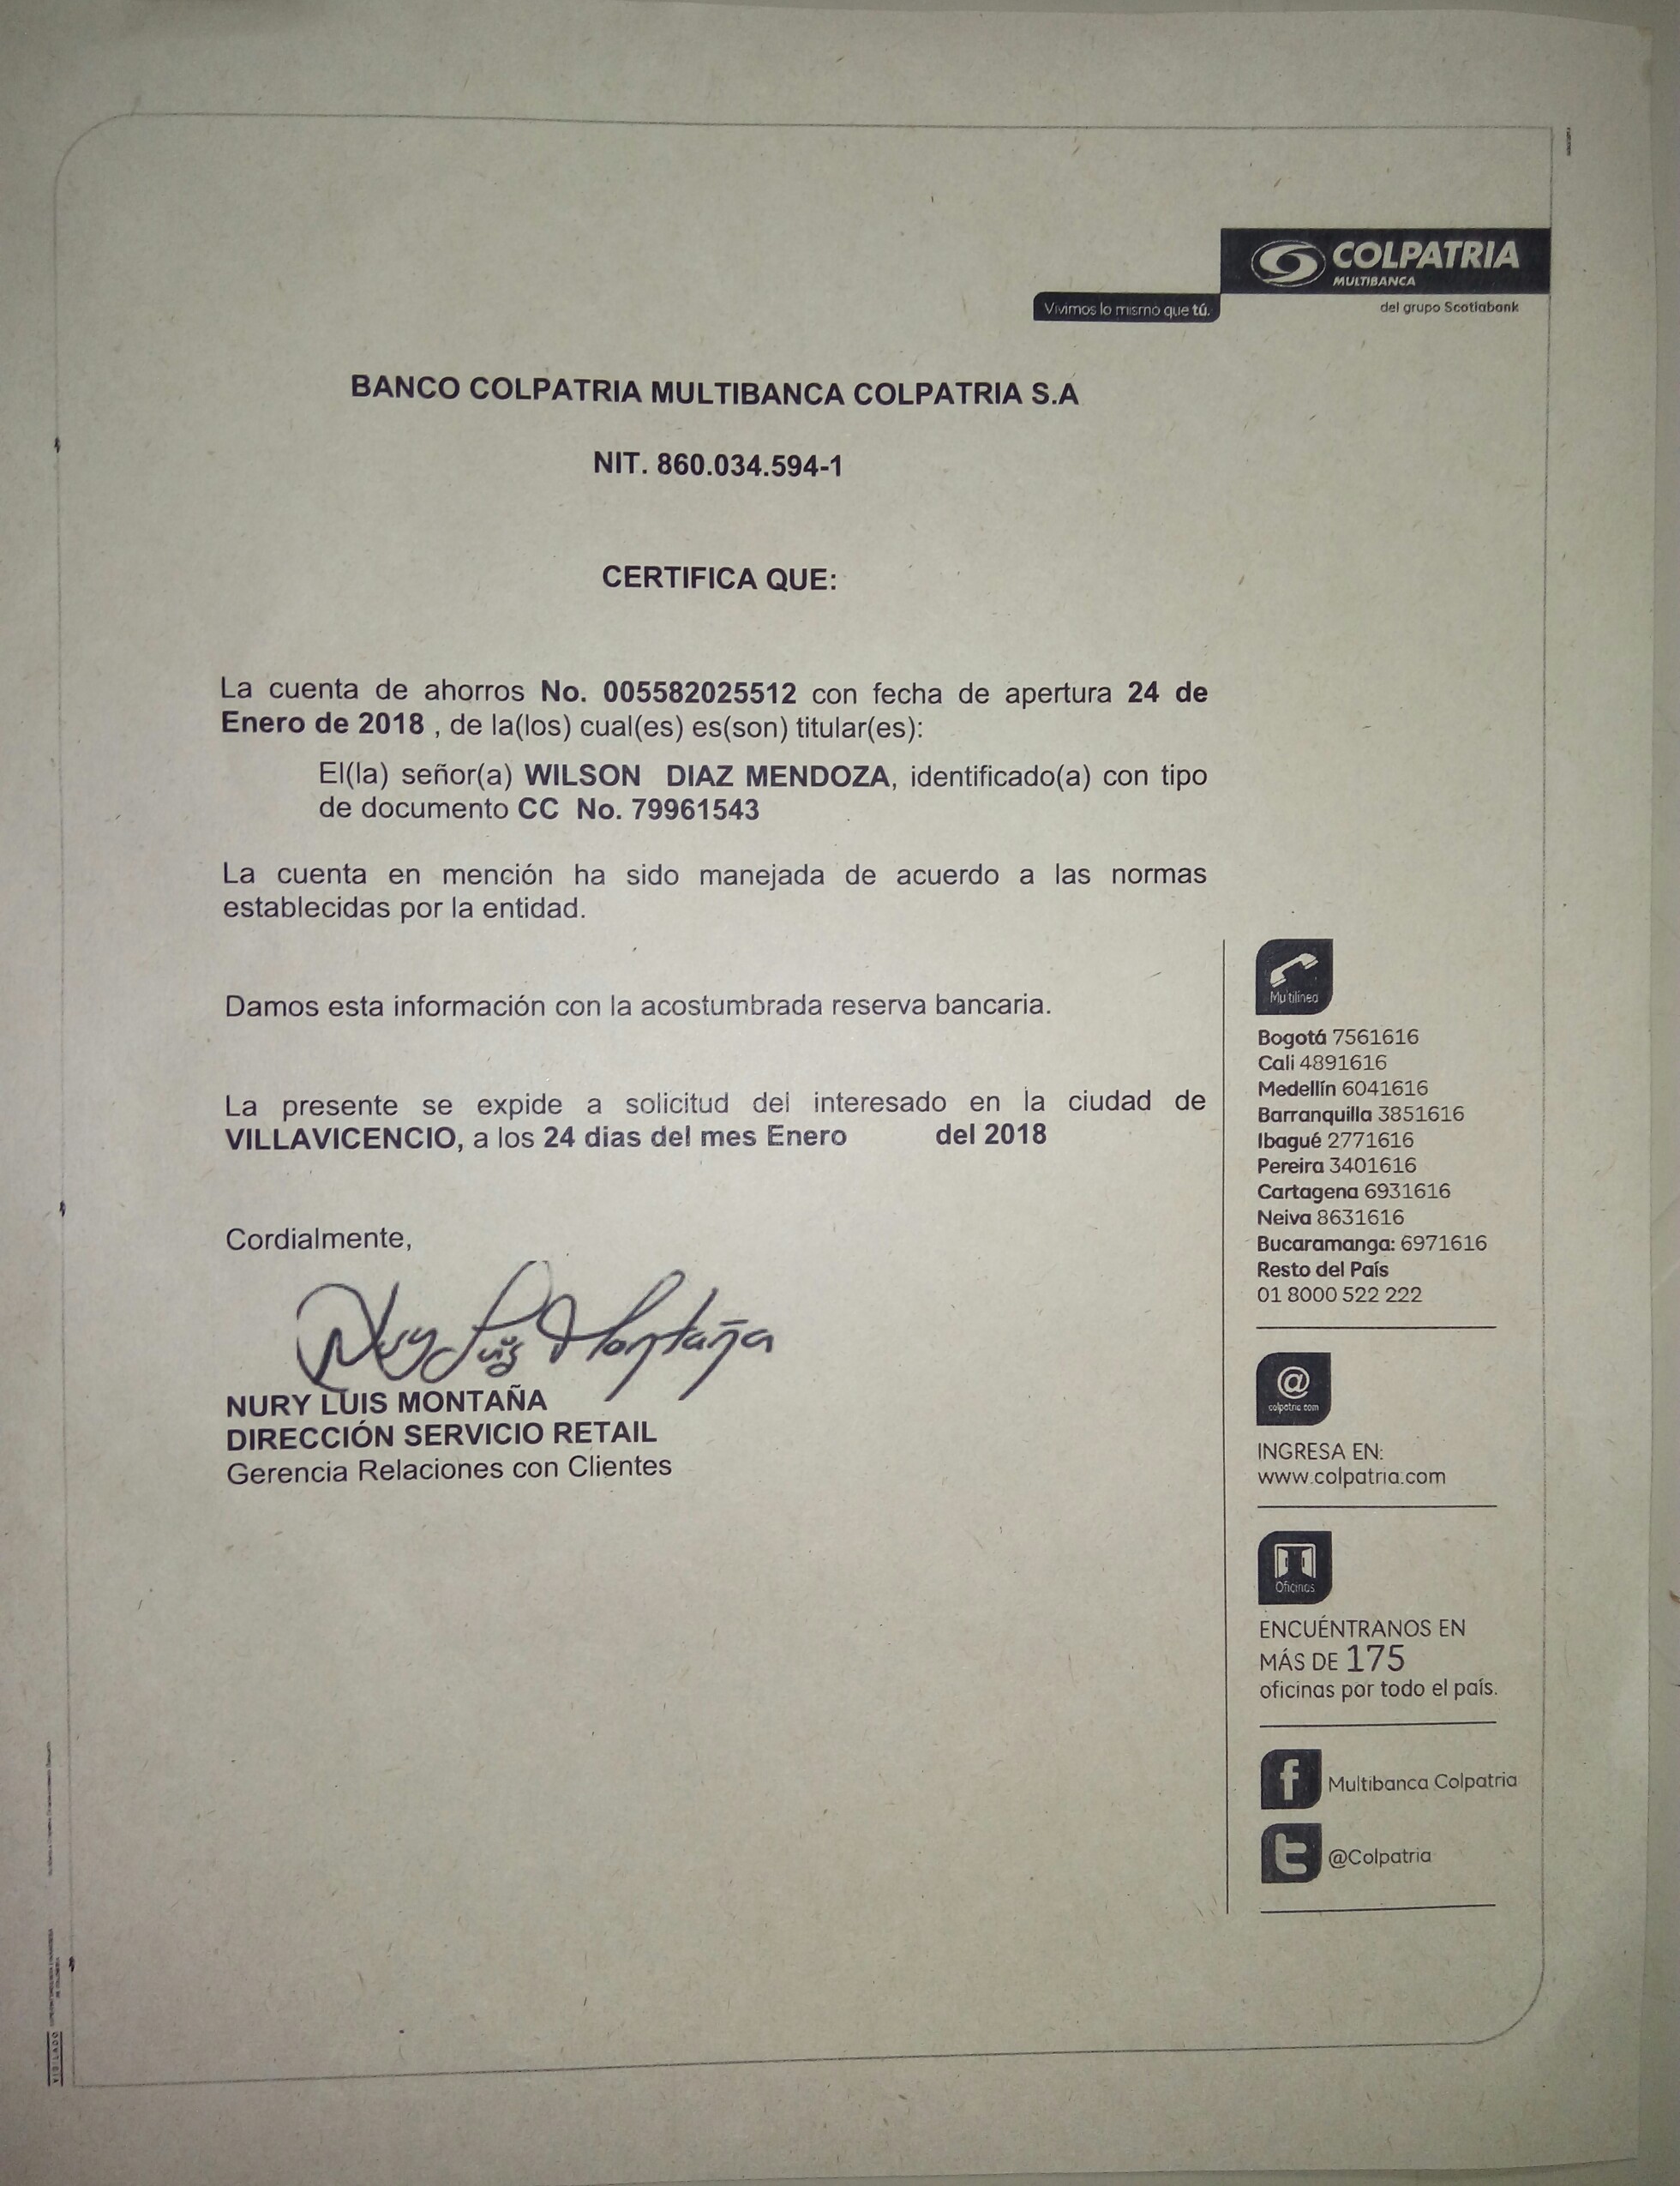 COLPATRIA
MULTIBANCA
Vivimos lo mismo que tú.
del grupo Scotiabank
BANCO COLPATRIA MULTIBANCA COLPATRIA S.A
NIT. 860.034.594-1
CERTIFICA QUE:
La cuenta de ahorros No. 005582025512 con fecha de apertura 24 de
Enero de 2018 , de la(los) cual(es) es(son) titular(es):
El(la) señor(a) WILSON DIAZ MENDOZA, identificado(a) con tipo
de documento CC No. 79961543
La cuenta en mención ha sido manejada de acuerdo a las normas
establecidas por la entidad.
Damos esta información con la acostumbrada reserva bancaria.
La presente se expide a solicitud del interesado en la ciudad de
VILLAVICENCIO, a los 24 dias del mes Enero del 2018
Cordialmente,
Nury Luis Montaña
NURY LUIS MONTAÑA
DIRECCIÓN SERVICIO RETAIL
Gerencia Relaciones con Clientes
Multilinea
Bogotá 7561616
Cali 4891616
Medellín 6041616
Barranquilla 3851616
Ibagué 2771616
Pereira 3401616
Cartagena 6931616
Neiva 8631616
Bucaramanga: 6971616
Resto del País
01 8000 522 222
@
colpatria.com
INGRESA EN:
www.colpatria.com
Oficinas
ENCUÉNTRANOS EN
MÁS DE 175
oficinas por todo el país.
f Multibanca Colpatria
t @Colpatria
VIGILADO